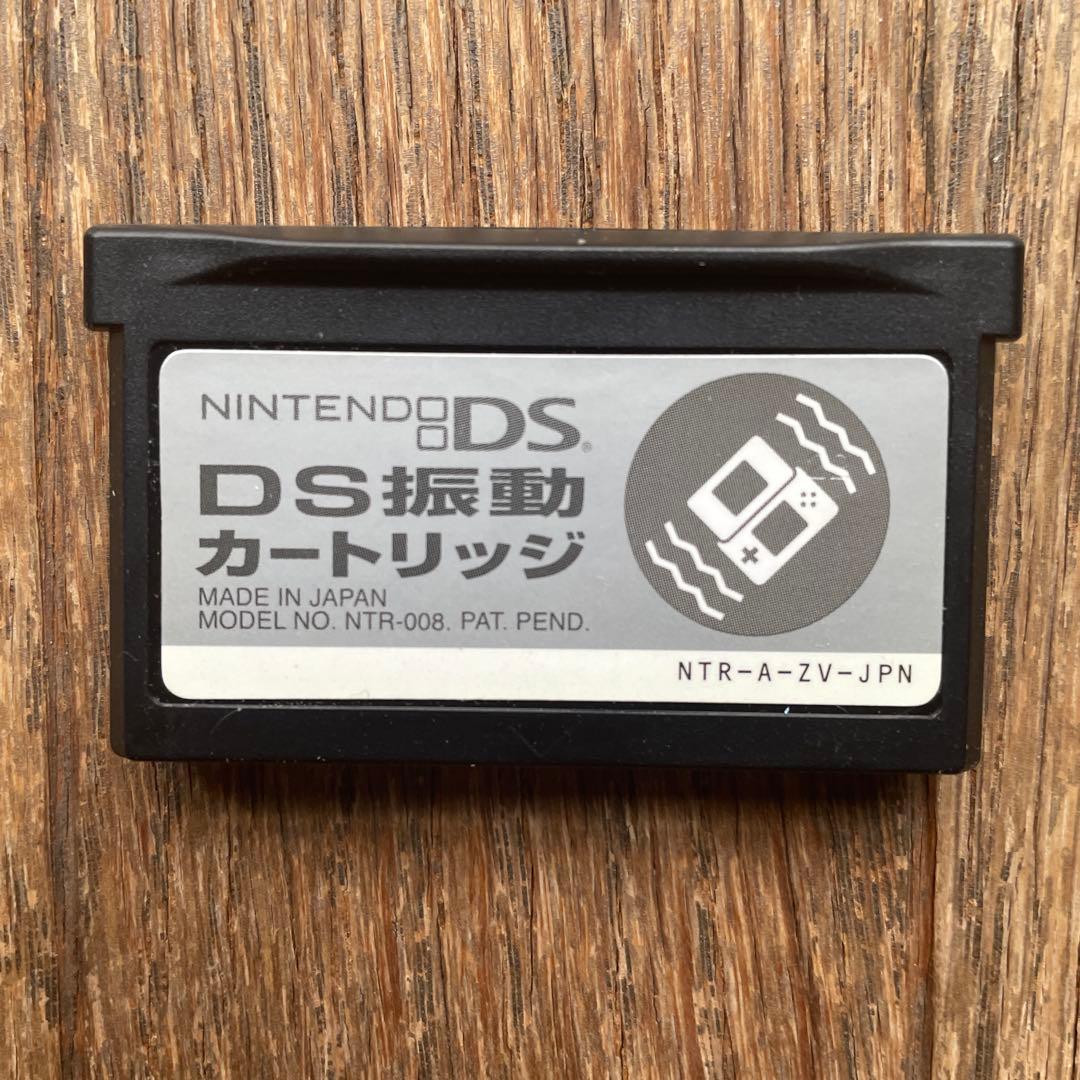 NINTENDO DS®
DS振動
カートリッジ
MADE IN JAPAN
MODEL NO. NTR-008. PAT. PEND.
NTR-A-ZV-JPN